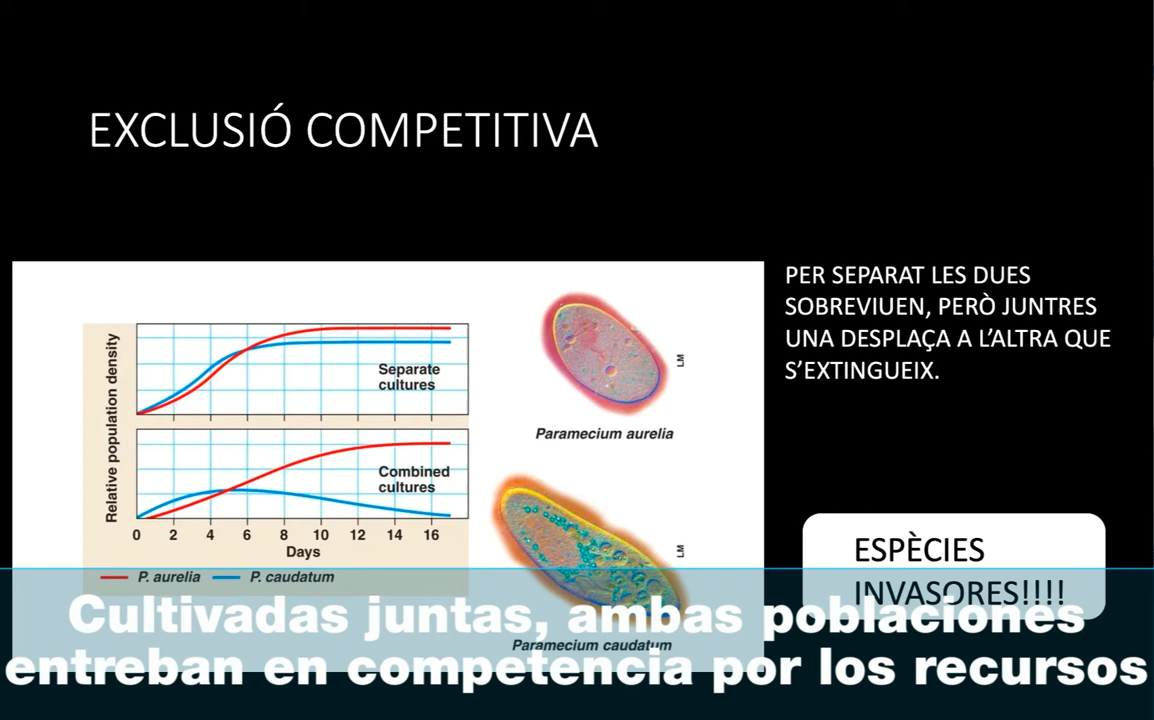 EXCLUSIÓ COMPETITIVA
PER SEPARAT LES DUES
SOBREVIUEN, PERÒ JUNTRES
UNA DESPLAÇA A L’ALTRA QUE
S’EXTINGUEIX.
Relative population density
Separate
cultures
Combined
cultures
0 2 4 6 8 10 12 14 16
Days
P. aurelia P. caudatum
LM
Paramecium aurelia
LM
Paramecium caudatum
ESPÈCIES
INVASORES!!!!
Cultivadas juntas, ambas poblaciones
entreban en competencia por los recursos